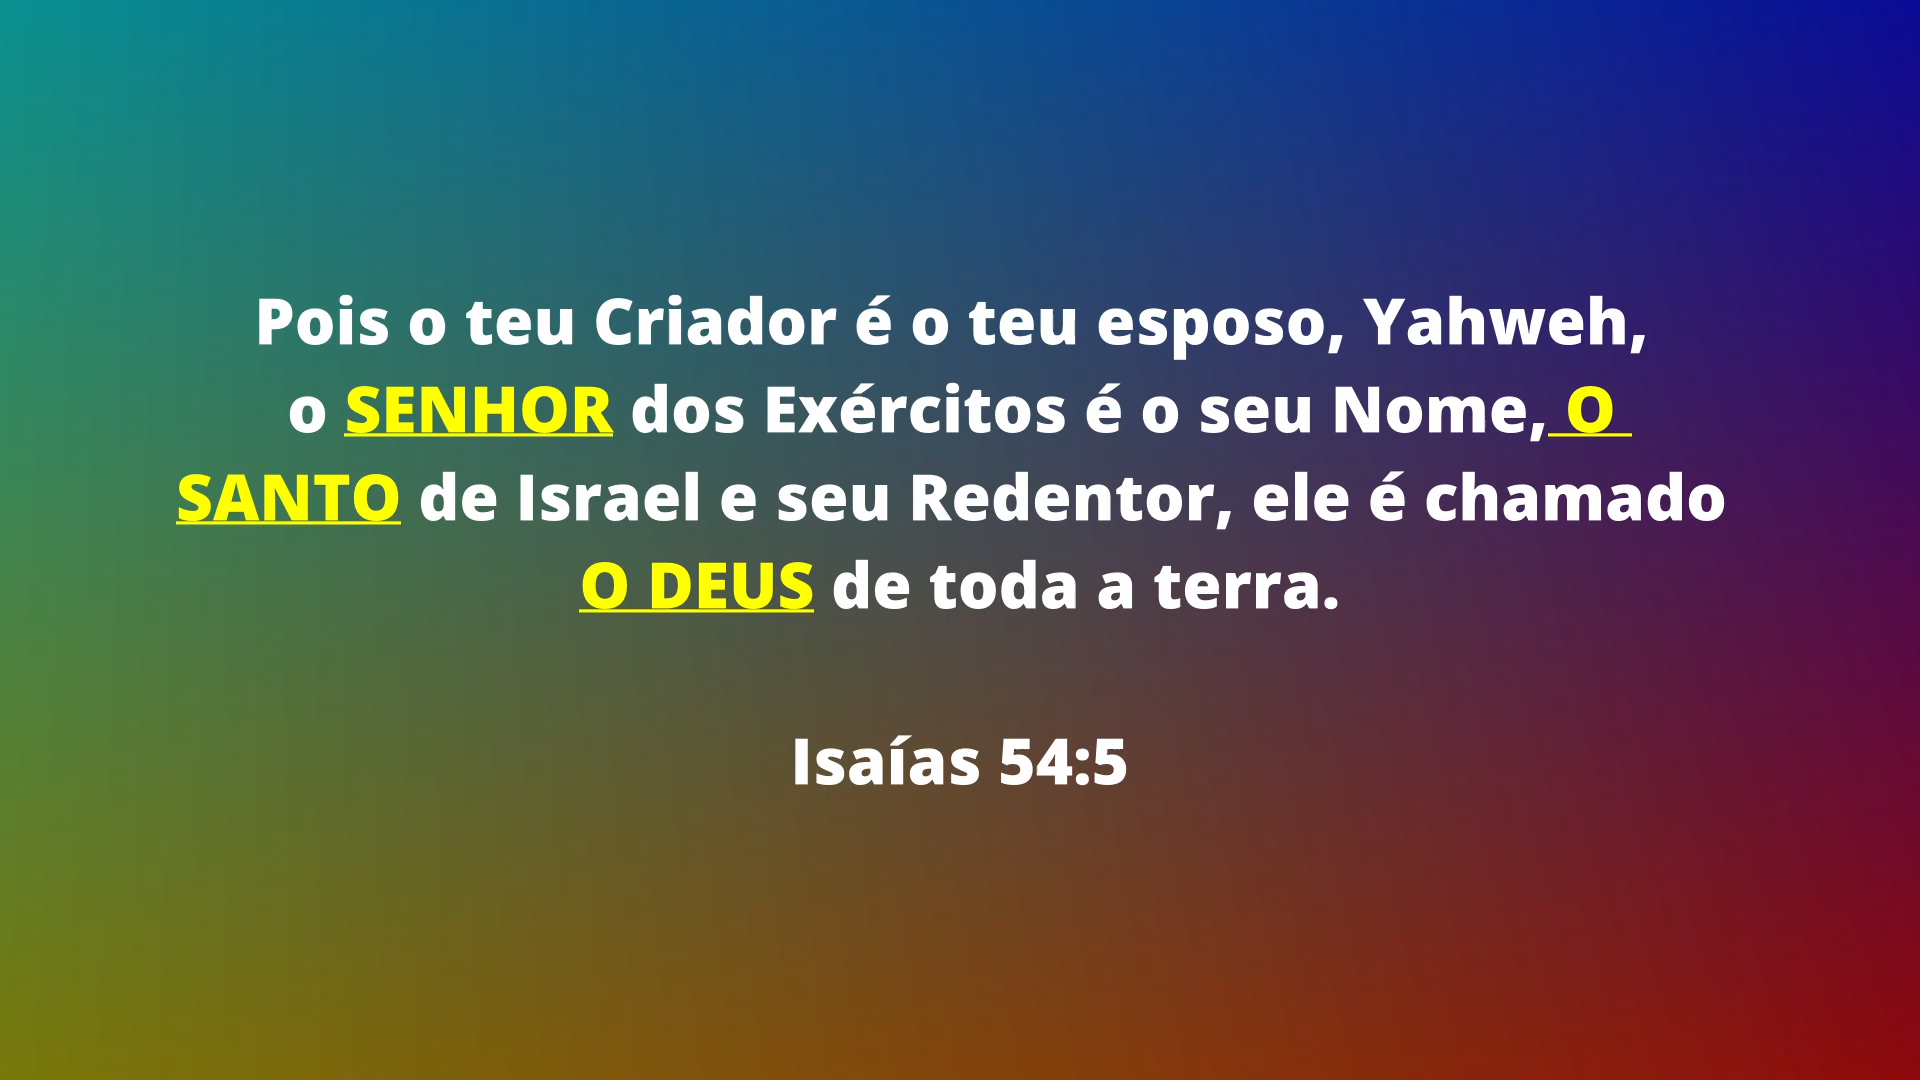 Pois o teu Criador é o teu esposo, Yahweh,
o SENHOR dos Exércitos é o seu Nome, O
SANTO de Israel e seu Redentor, ele é chamado
O DEUS de toda a terra.
Isaías 54:5